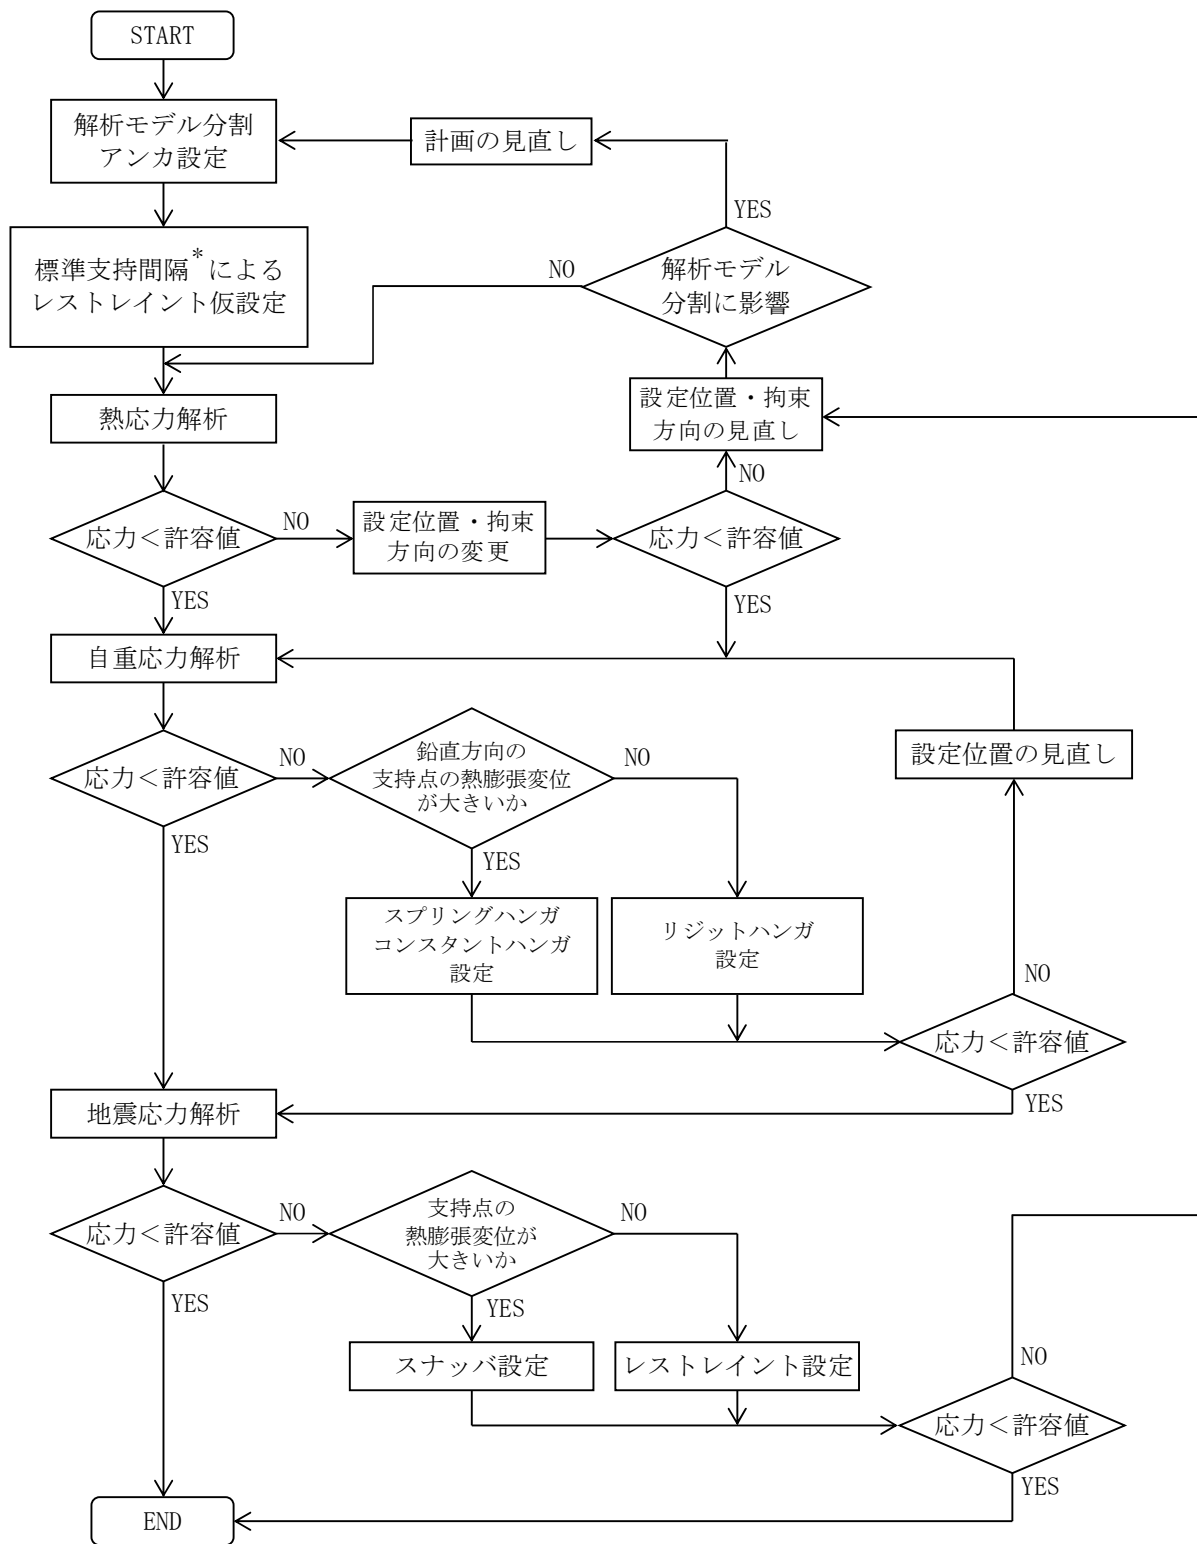 START
解析モデル分割
アンカ設定
計画の見直し
YES
標準支持間隔*による
レストレイント仮設定
NO
解析モデル
分割に影響
設定位置・拘束
方向の見直し
熱応力解析
NO
応力<許容値
NO
設定位置・拘束
方向の変更
応力<許容値
YES
YES
自重応力解析
応力<許容値
NO
鉛直方向の
支持点の熱膨張変位
が大きいか
NO
設定位置の見直し
YES
YES
スプリングハンガ
コンスタントハンガ
設定
リジットハンガ
設定
NO
応力<許容値
YES
地震応力解析
応力<許容値
NO
支持点の
熱膨張変位が
大きいか
NO
YES
YES
スナッバ設定
レストレイント設定
NO
応力<許容値
YES
END